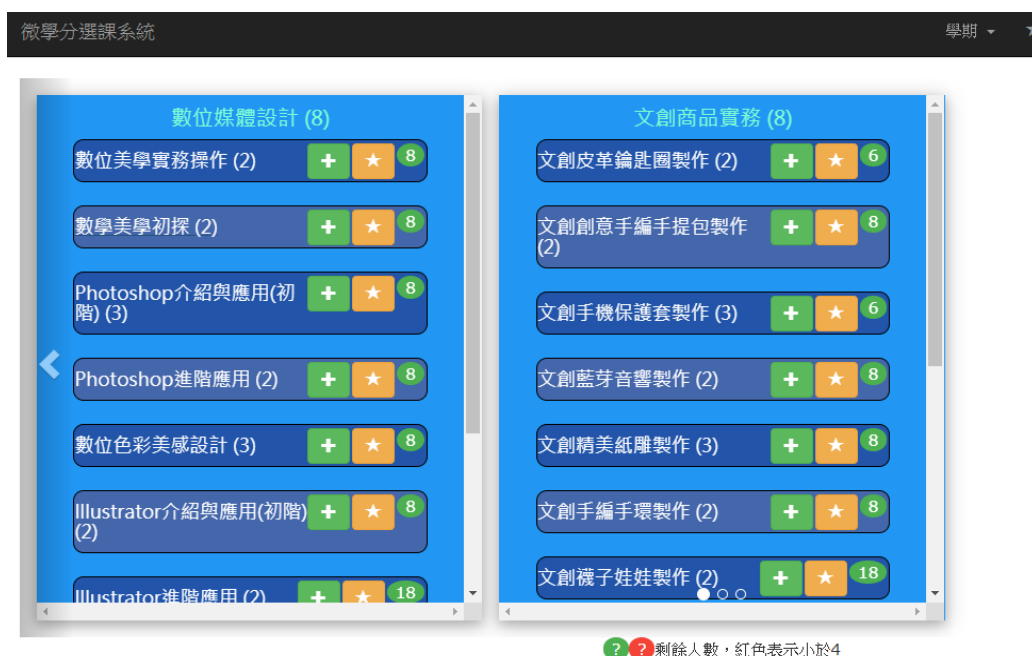 微學分選課系統
學期
數位媒體設計 (8)
數位美學實務操作 (2)
8
數學美學初探 (2)
8
Photoshop介紹與應用(初
階) (3)
8
Photoshop進階應用 (2)
8
數位色彩美感設計 (3)
8
Illustrator介紹與應用(初階)
(2)
8
Illustrator進階應用 (2)
18
文創商品實務 (8)
文創皮革鑰匙圈製作 (2)
6
文創創意手編手提包製作
(2)
8
文創手機保護套製作 (3)
6
文創藍芽音響製作 (2)
8
文創精美紙雕製作 (3)
8
文創手編手環製作 (2)
8
文創襪子娃娃製作 (2)
18
? ? 剩餘人數，紅色表示小於4